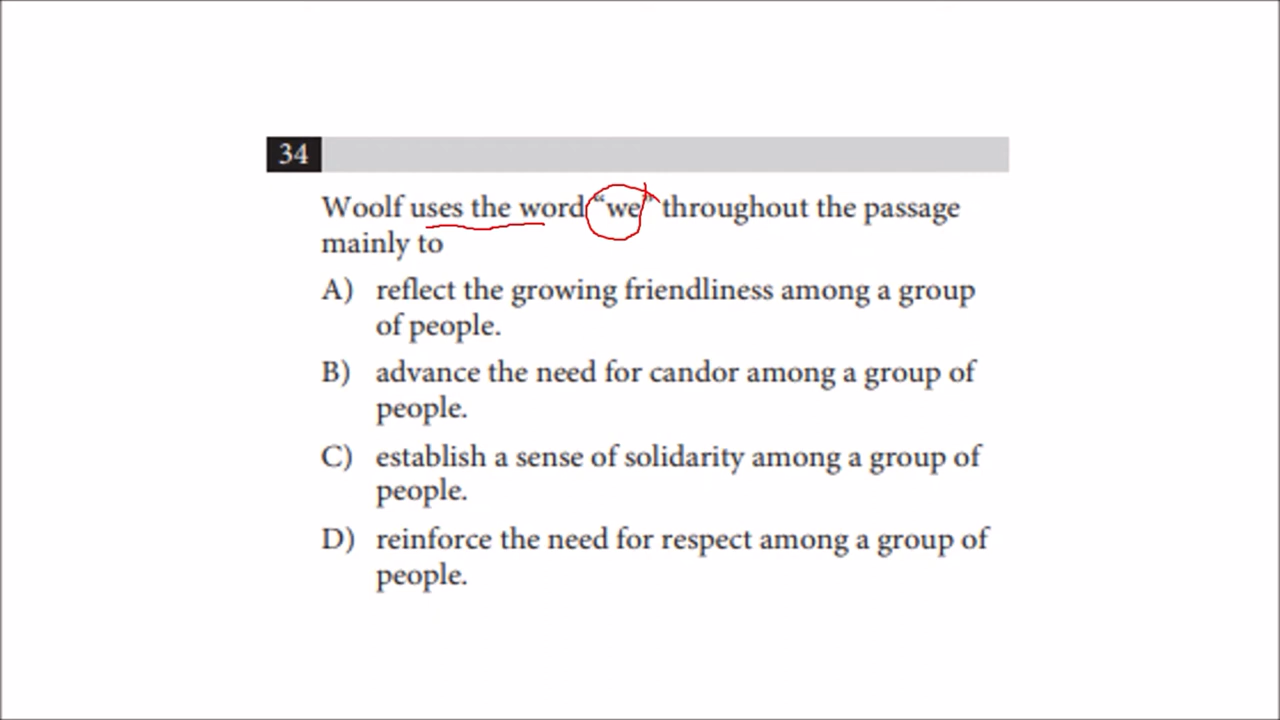 34
Woolf uses the word “we” throughout the passage
mainly to
A) reflect the growing friendliness among a group
of people.
B) advance the need for candor among a group of
people.
C) establish a sense of solidarity among a group of
people.
D) reinforce the need for respect among a group of
people.